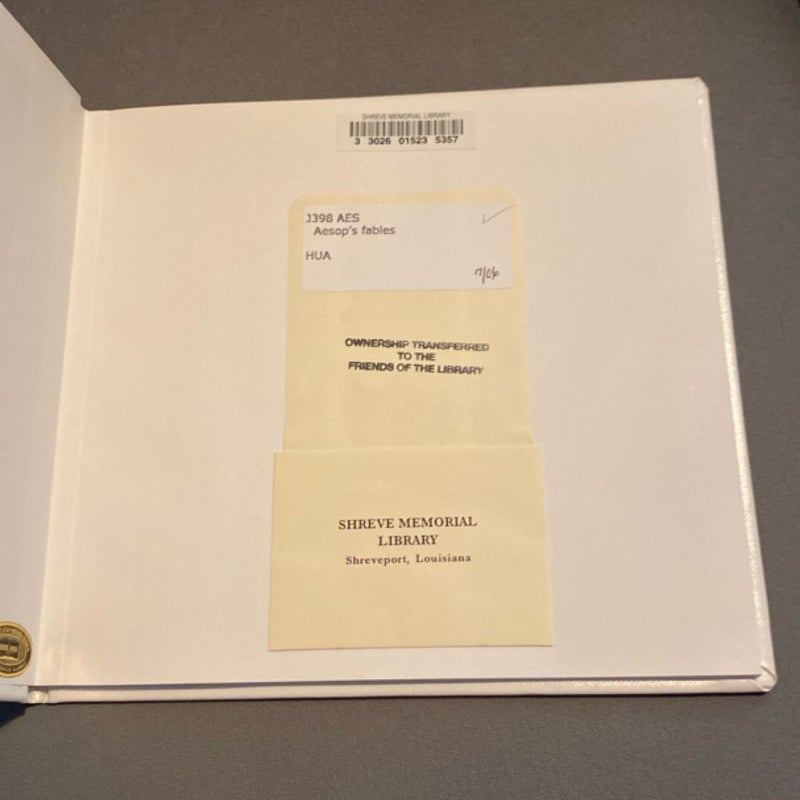 SHREVE MEMORIAL LIBRARY
3 3026 01523 5357
J398 AES
Aesop's fables
HUA
7/06
OWNERSHIP TRANSFERRED
TO THE
FRIENDS OF THE LIBRARY
SHREVE MEMORIAL
LIBRARY
Shreveport, Louisiana